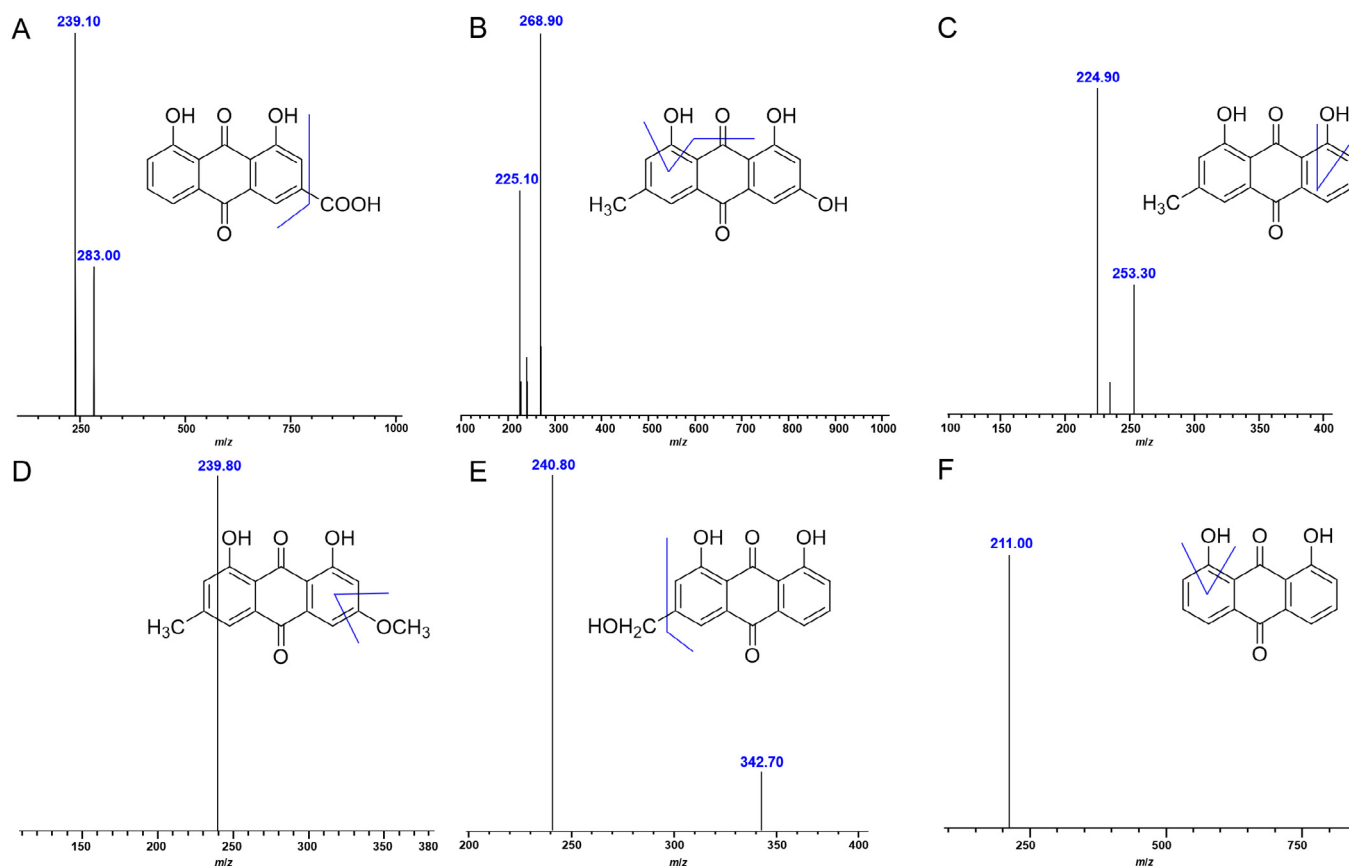 A
239.10
283.00
OH O OH
COOH
O
100 250 500 750 1000
m/z
B
268.90
225.10
OH O OH
H3C
O
OH
100 200 300 400 500 600 700 800 900 1000
m/z
C
224.90
253.30
OH O OH
H3C
O
100 150 200 250 300 350 400
m/z
D
239.80
OH O OH
H3C
O
OCH3
200 250 300 350 380
m/z
E
240.80
342.70
OH O OH
HOH2C
O
200 300 400
m/z
F
211.00
OH O OH
O
250 500 750
m/z